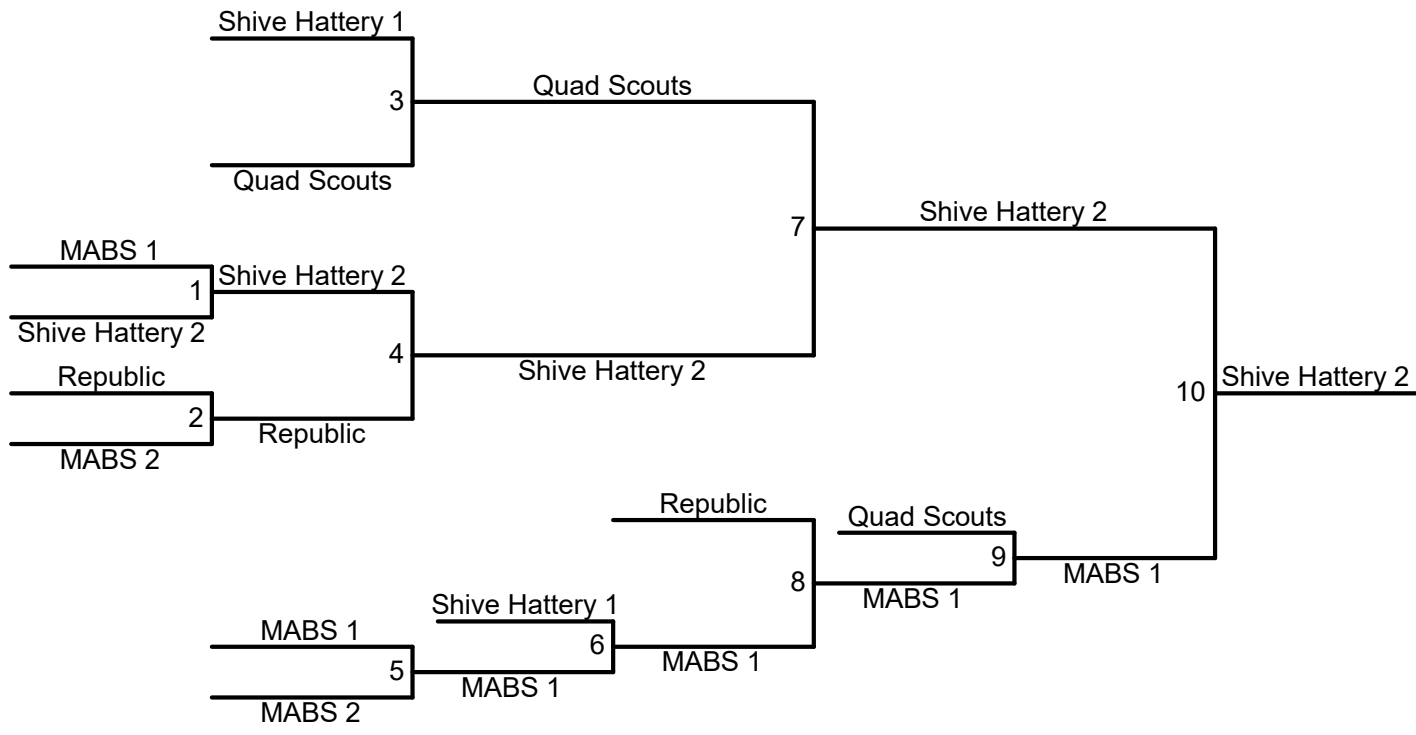 Shive Hattery 1
3
Quad Scouts
Quad Scouts
7
Shive Hattery 2
MABS 1
1
Shive Hattery 2
Shive Hattery 2
4
Shive Hattery 2
Republic
2
Republic
MABS 2
10
Shive Hattery 2
Republic
8
Quad Scouts
9
MABS 1
MABS 1
Shive Hattery 1
6
MABS 1
MABS 1
5
MABS 1
MABS 2